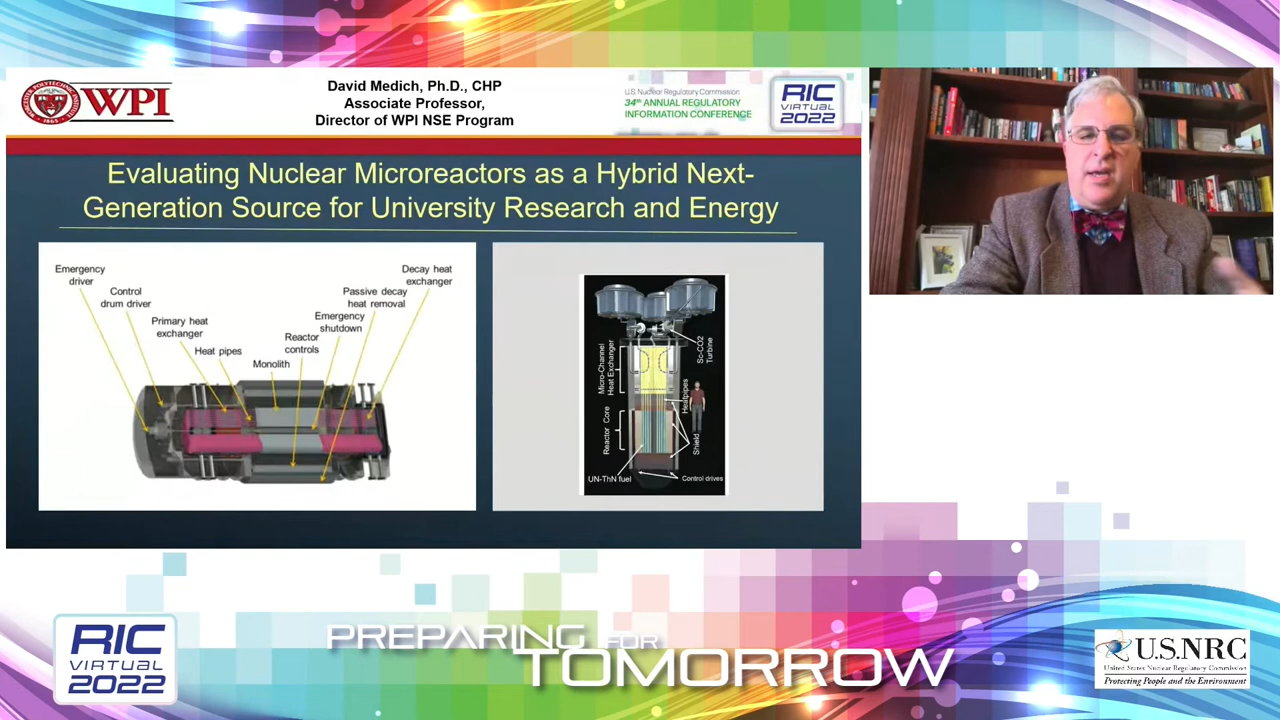 WPI
David Medich, Ph.D., CHP
Associate Professor,
Director of WPI NSE Program
U.S. Nuclear Regulatory Commission
34th ANNUAL REGULATORY
INFORMATION CONFERENCE
RIC
VIRTUAL
2022
Evaluating Nuclear Microreactors as a Hybrid Next-
Generation Source for University Research and Energy
Emergency
driver
Control
drum driver
Primary heat
exchanger
Heat pipes
Monolith
Reactor
controls
Emergency
shutdown
Passive decay
heat removal
Decay heat
exchanger
Micro-Channel
Heat Exchanger
Sc-CO2
Turbine
Heatpipes
Reactor Core
Shield
UN-ThN fuel
Control drives
RIC
VIRTUAL
2022
PREPARING FOR
TOMORROW
U.S.NRC
United States Nuclear Regulatory Commission
Protecting People and the Environment